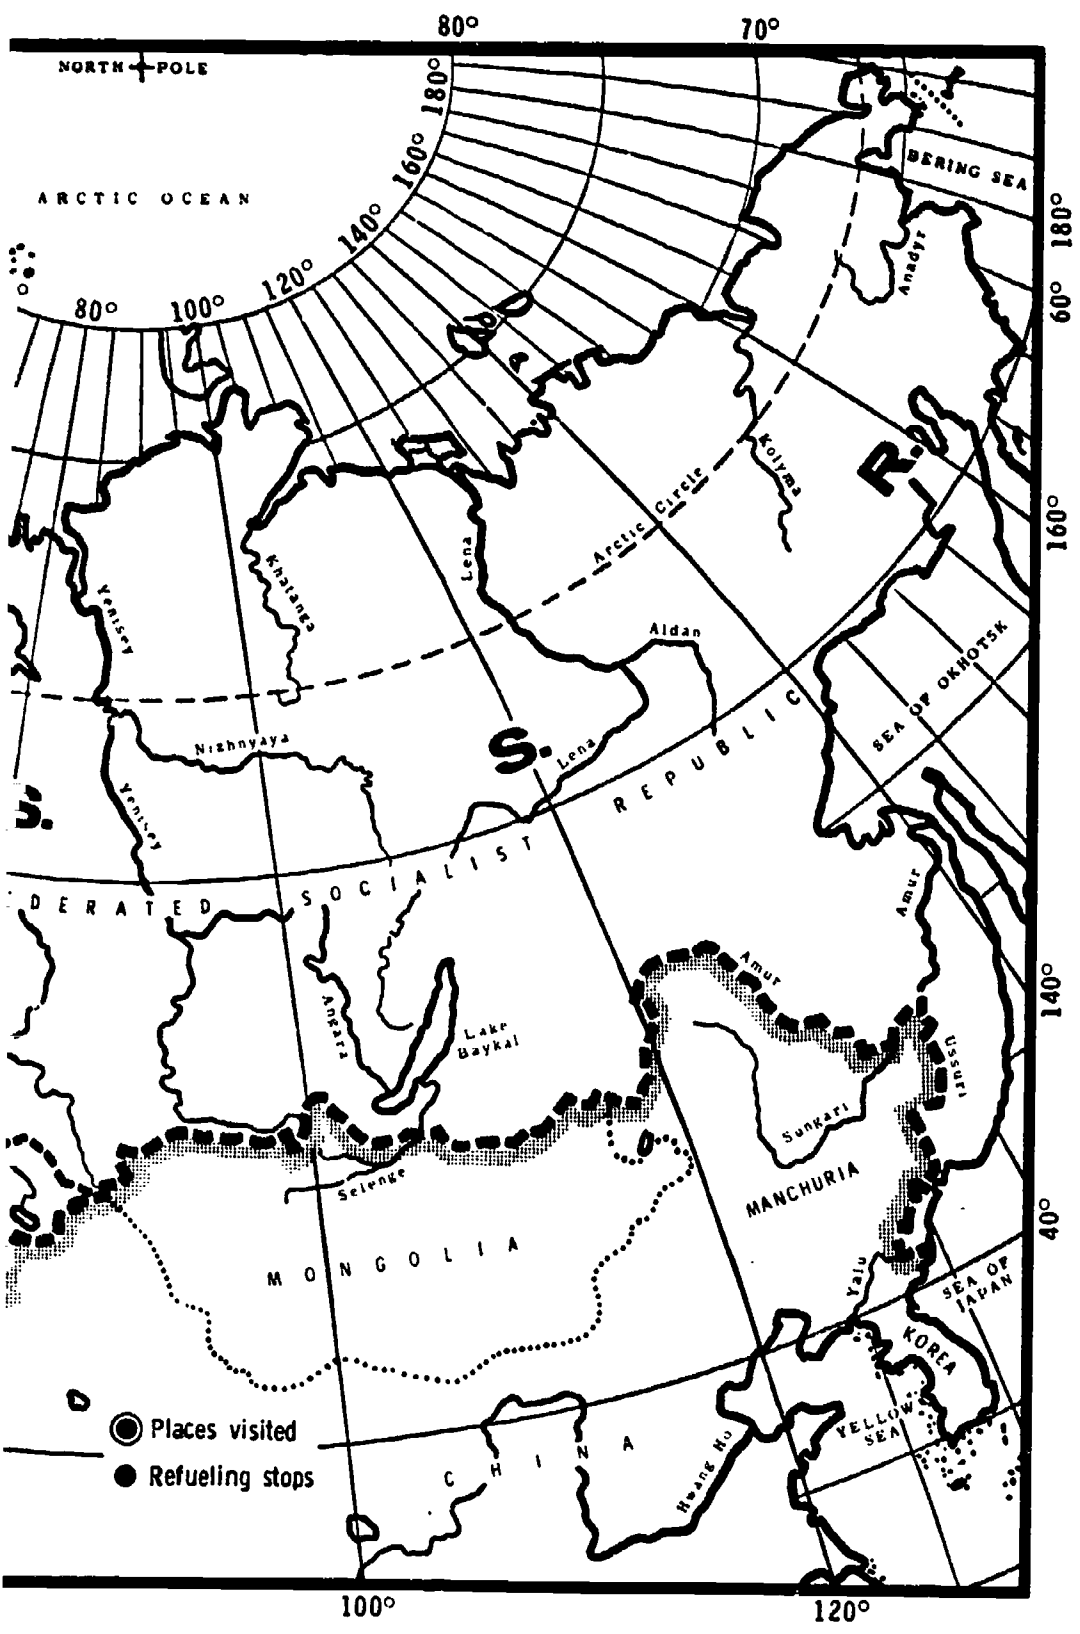 80° 70°
NORTH POLE
180°
160°
BERING SEA
ARCTIC OCEAN
140°
180°
Anadyr
120°
80° 100°
60°
Kolyma
R.
Arctic Circle
160°
Lena
Khatanga
Yenisey
Aldan
SEA OF OKHOTSK
Nizhnyaya
S.
Lena
REPUBLIC
Yenisey
S.
SOCIALIST
DERATED
Amur
Amur
140°
Angara
Lake
Baykal
Ussuri
Sungari
Selenge
MANCHURIA
40°
MONGOLIA
Yalu
SEA OF
JAPAN
KOREA
Places visited
YELLOW
SEA
Refueling stops
CHINA
Hwang Ho
100° 120°